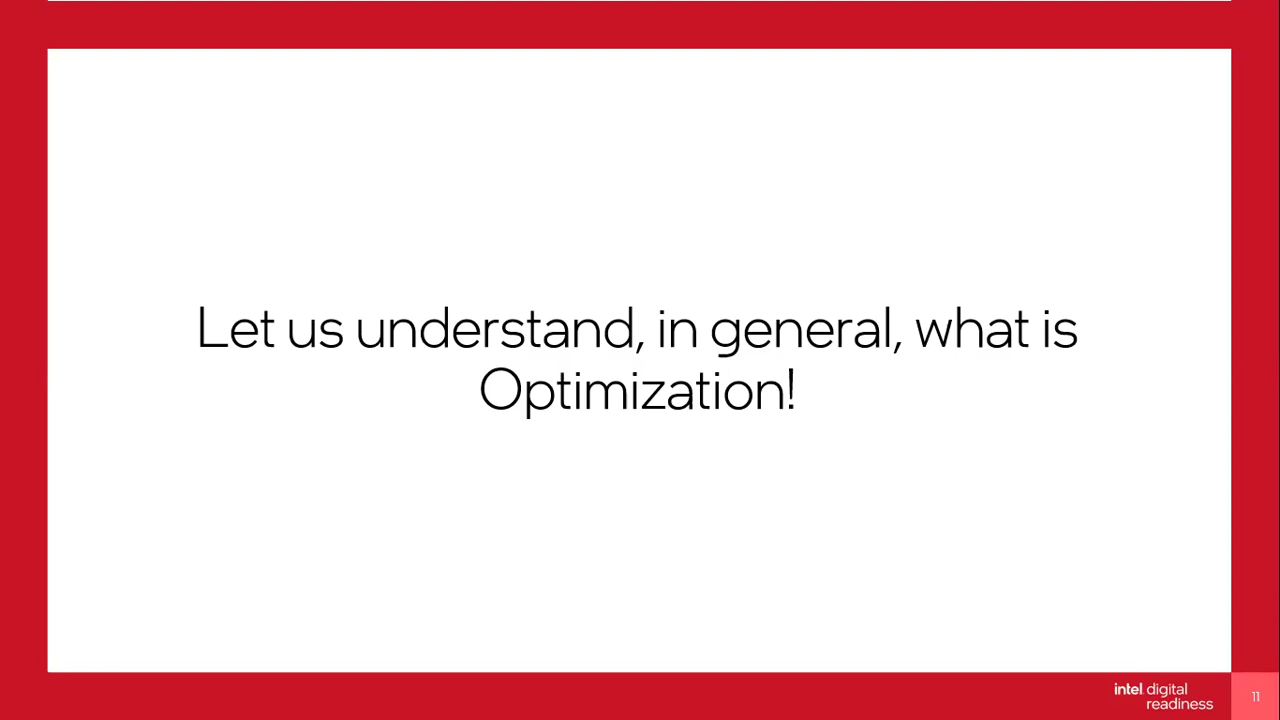 Let us understand, in general, what is
Optimization!
intel digital
readiness
11